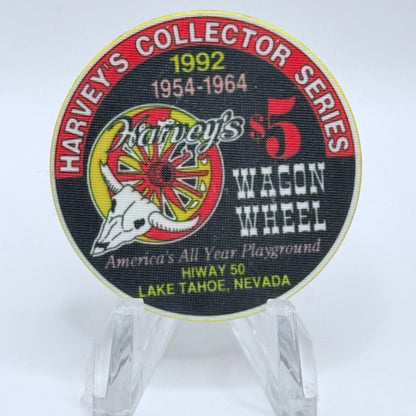 HARVEY'S COLLECTOR SERIES
1992
1954-1964
Harvey's $5
WAGON
WHEEL
America's All Year Playground
HIWAY 50
LAKE TAHOE, NEVADA